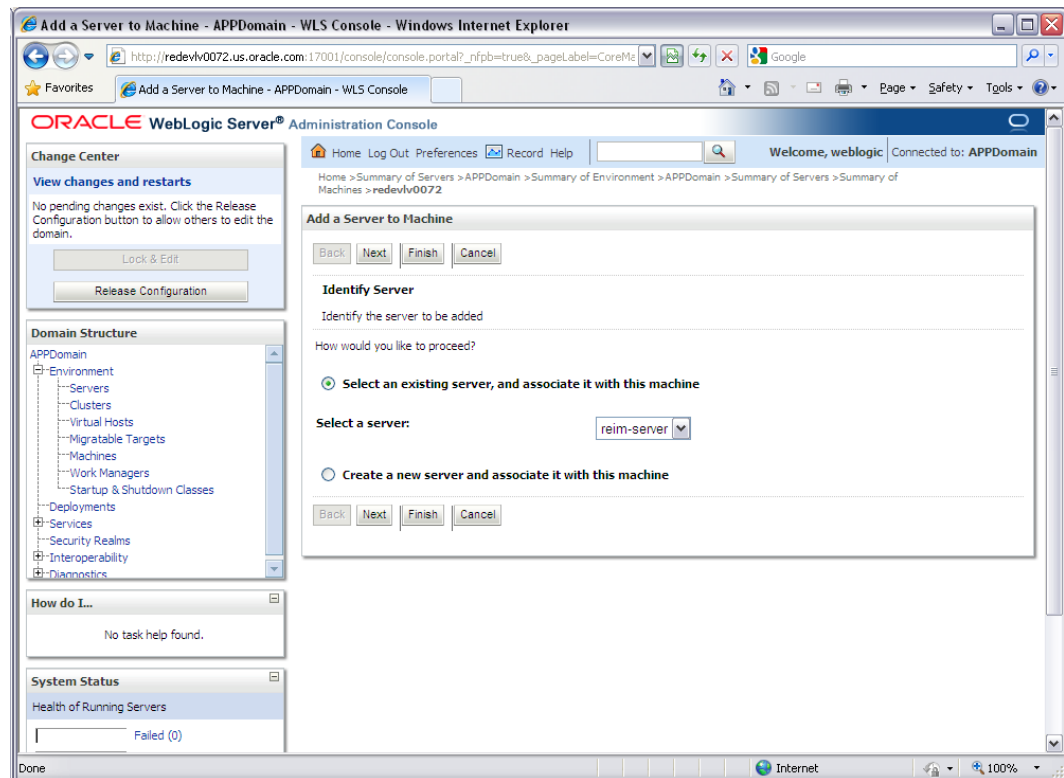 Add a Server to Machine - APPDomain - WLS Console - Windows Internet Explorer
http://redevlv0072.us.oracle.com:17001/console/console.portal?_nfpb=true&_pageLabel=CoreMa
Google
Favorites
Add a Server to Machine - APPDomain - WLS Console
Page
Safety
Tools
ORACLE WebLogic Server® Administration Console
Change Center
View changes and restarts
No pending changes exist. Click the Release
Configuration button to allow others to edit the
domain.
Lock & Edit
Release Configuration
Domain Structure
APPDomain
Environment
Servers
Clusters
Virtual Hosts
Migratable Targets
Machines
Work Managers
Startup & Shutdown Classes
Deployments
Services
Security Realms
Interoperability
Diagnostics
How do I...
No task help found.
System Status
Health of Running Servers
Failed (0)
Home Log Out Preferences Record Help
Welcome, weblogic Connected to: APPDomain
Home >Summary of Servers >APPDomain >Summary of Environment >APPDomain >Summary of Servers >Summary of
Machines >redevlv0072
Add a Server to Machine
Back Next Finish Cancel
Identify Server
Identify the server to be added
How would you like to proceed?
Select an existing server, and associate it with this machine
Select a server: reim-server
Create a new server and associate it with this machine
Back Next Finish Cancel
Done
Internet
100%